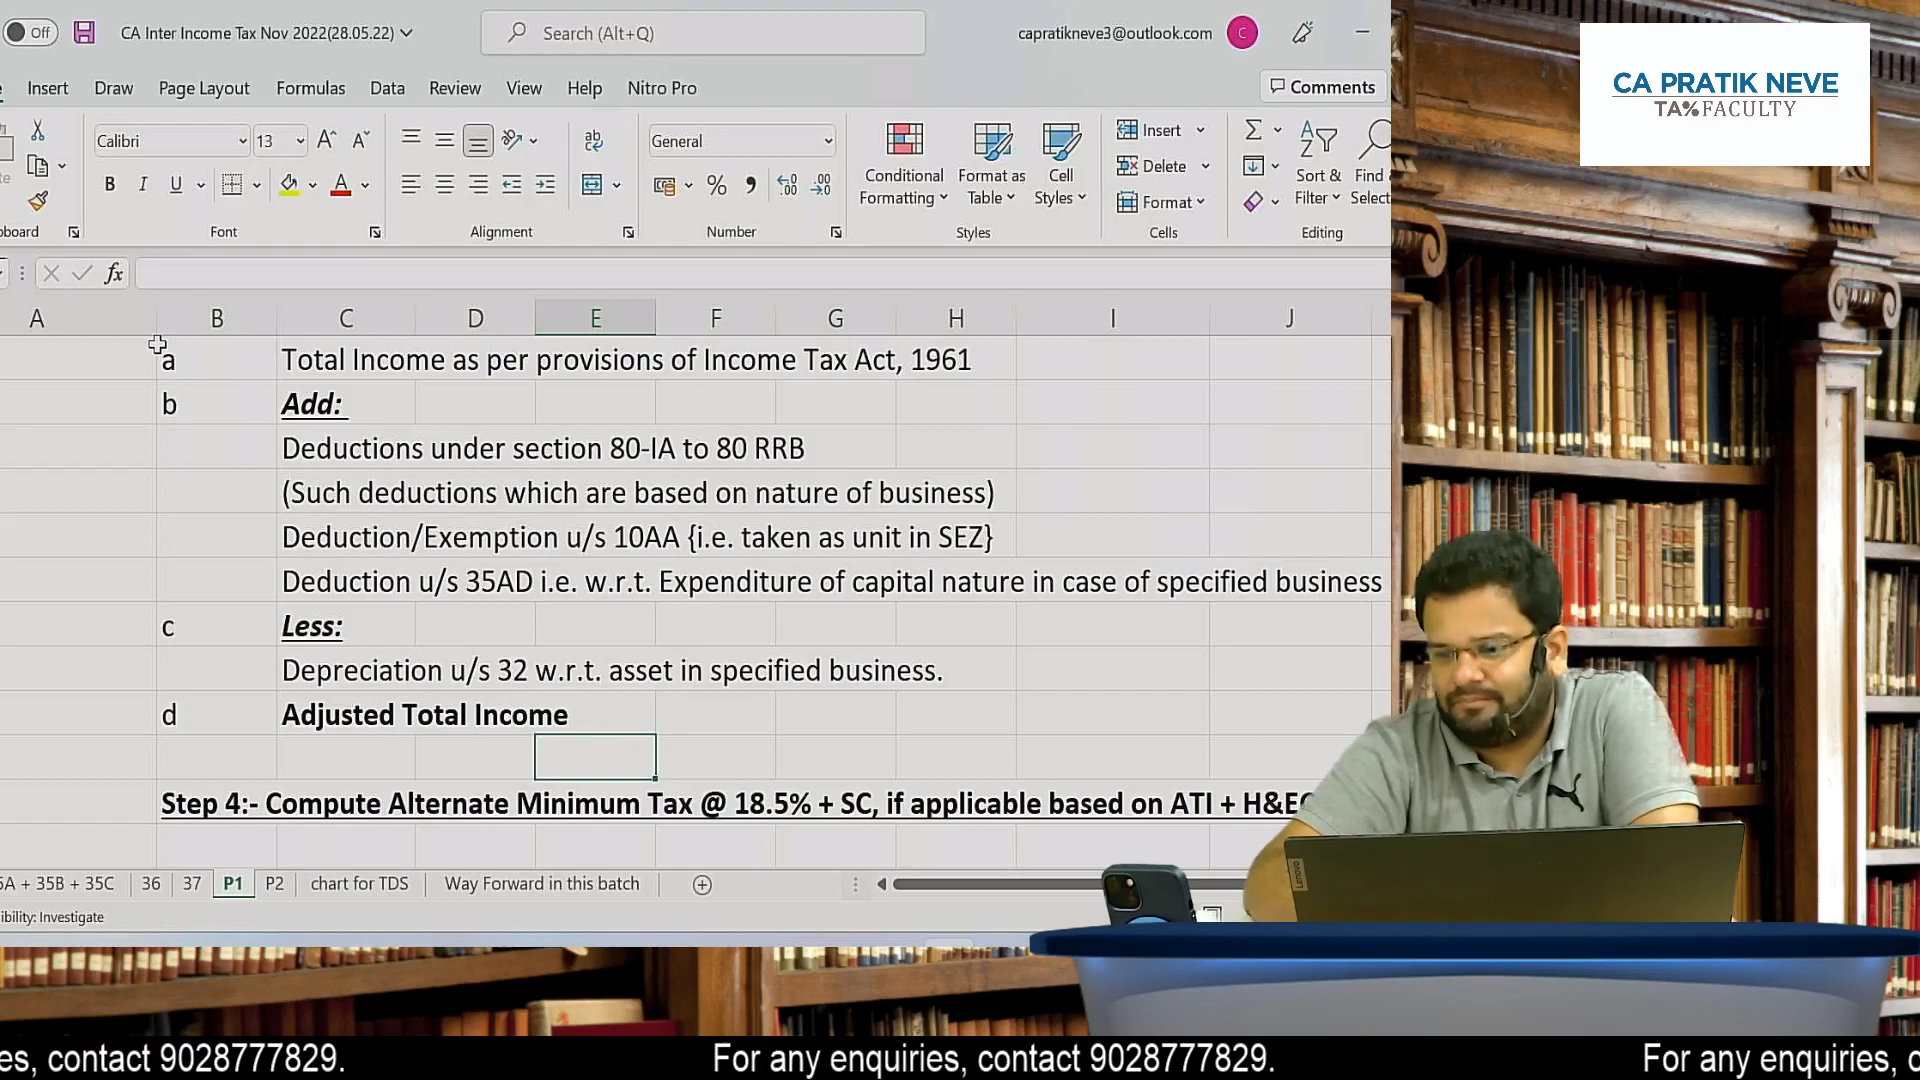 Off
CA Inter Income Tax Nov 2022(28.05.22)
Search (Alt+Q)
capratikneve3@outlook.com
C
Insert Draw Page Layout Formulas Data Review View Help Nitro Pro
Comments
Calibri
13
General
Conditional Formatting
Format as Table
Cell Styles
Insert
Delete
Format
Sort & Filter
Find
Select
Font
Alignment
Number
Styles
Cells
Editing
fx
A B C D E F G H I J
a Total Income as per provisions of Income Tax Act, 1961
b Add:
Deductions under section 80-IA to 80 RRB
(Such deductions which are based on nature of business)
Deduction/Exemption u/s 10AA {i.e. taken as unit in SEZ}
Deduction u/s 35AD i.e. w.r.t. Expenditure of capital nature in case of specified business
c Less:
Depreciation u/s 32 w.r.t. asset in specified business.
d Adjusted Total Income
Step 4:- Compute Alternate Minimum Tax @ 18.5% + SC, if applicable based on ATI + H&EC
5A + 35B + 35C 36 37 P1 P2 chart for TDS Way Forward in this batch
Investigate
CA PRATIK NEVE
TA% FACULTY
Lenovo
es, contact 9028777829. For any enquiries, contact 9028777829. For any enquiries, c